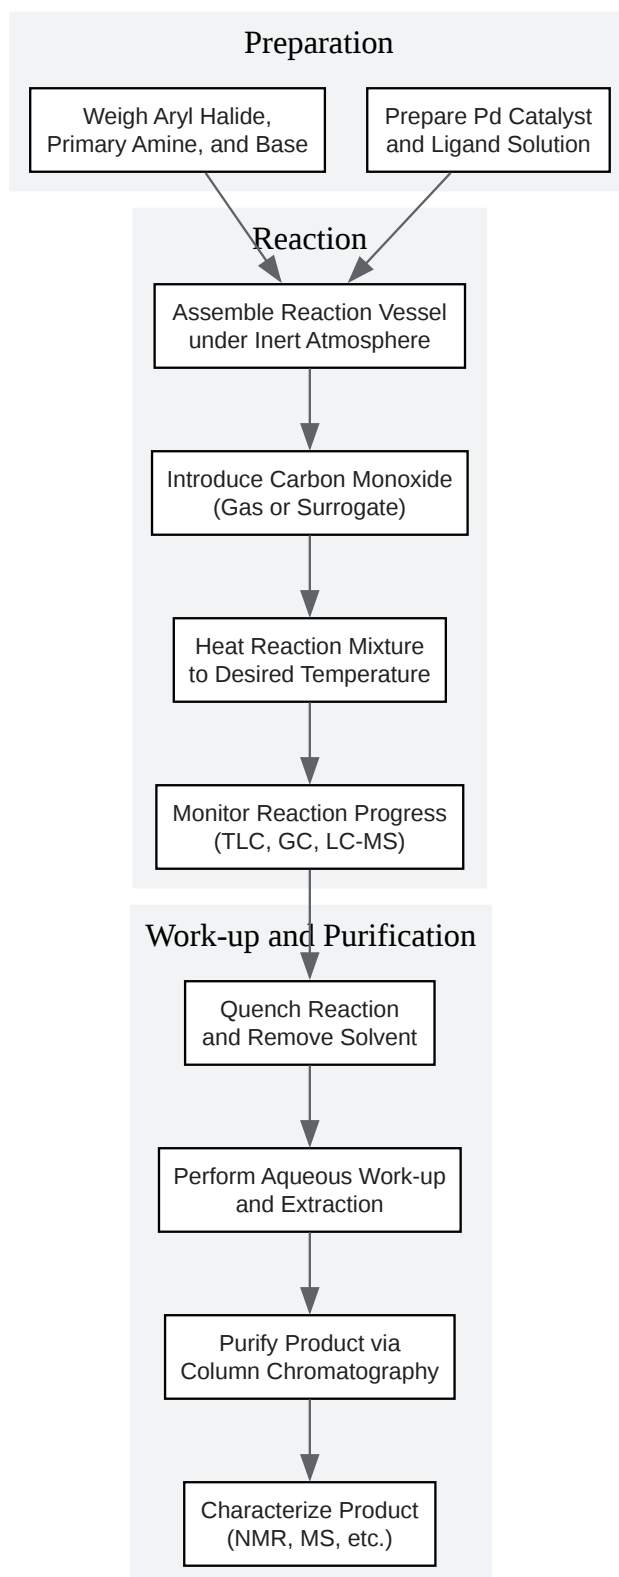 Preparation
Weigh Aryl Halide,
Primary Amine, and Base
Prepare Pd Catalyst
and Ligand Solution
Reaction
Assemble Reaction Vessel
under Inert Atmosphere
Introduce Carbon Monoxide
(Gas or Surrogate)
Heat Reaction Mixture
to Desired Temperature
Monitor Reaction Progress
(TLC, GC, LC-MS)
Work-up and Purification
Quench Reaction
and Remove Solvent
Perform Aqueous Work-up
and Extraction
Purify Product via
Column Chromatography
Characterize Product
(NMR, MS, etc.)